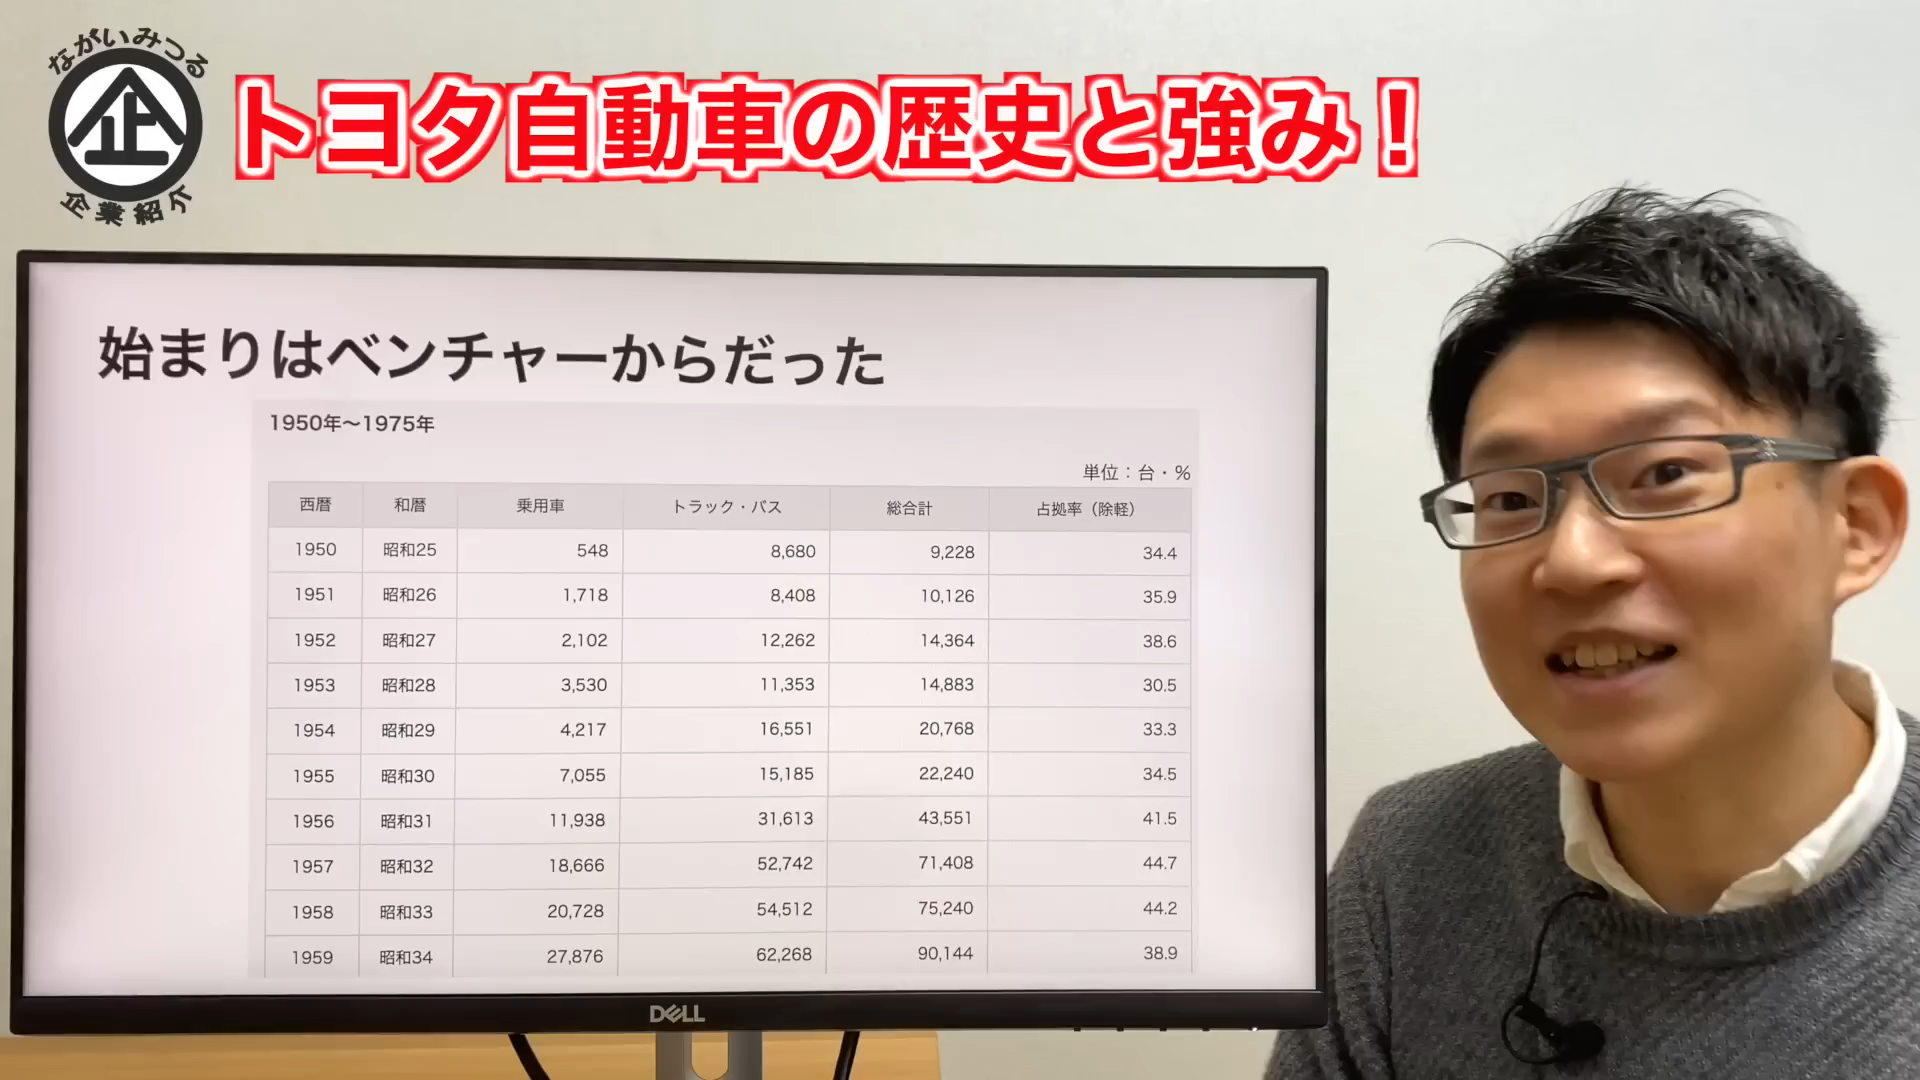 ながいみつる
企
企業紹介
トヨタ自動車の歴史と強み！
始まりはベンチャーからだった
1950年〜1975年
単位：台・%
西暦 和暦 乗用車 トラック・バス 総合計 占拠率（除軽）
1950 昭和25 548 8,680 9,228 34.4
1951 昭和26 1,718 8,408 10,126 35.9
1952 昭和27 2,102 12,262 14,364 38.6
1953 昭和28 3,530 11,353 14,883 30.5
1954 昭和29 4,217 16,551 20,768 33.3
1955 昭和30 7,055 15,185 22,240 34.5
1956 昭和31 11,938 31,613 43,551 41.5
1957 昭和32 18,666 52,742 71,408 44.7
1958 昭和33 20,728 54,512 75,240 44.2
1959 昭和34 27,876 62,268 90,144 38.9
DELL